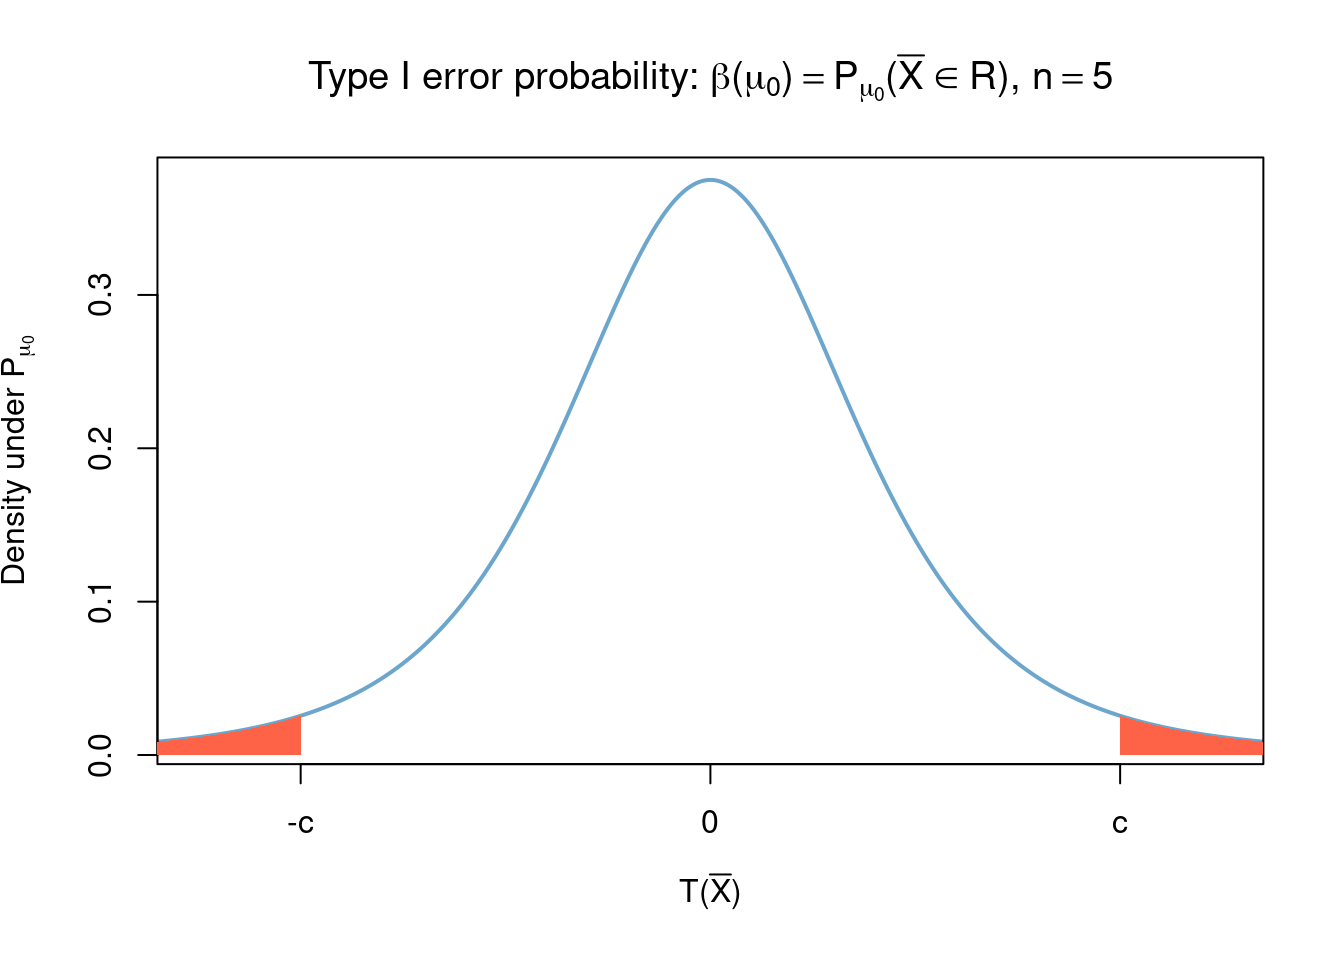 Type I error probability: β(μ₀) = P_μ₀(X̅ ∈ R), n = 5
Density under P_μ₀
0.3
0.2
0.1
0.0
-c
0
c
T(X̅)